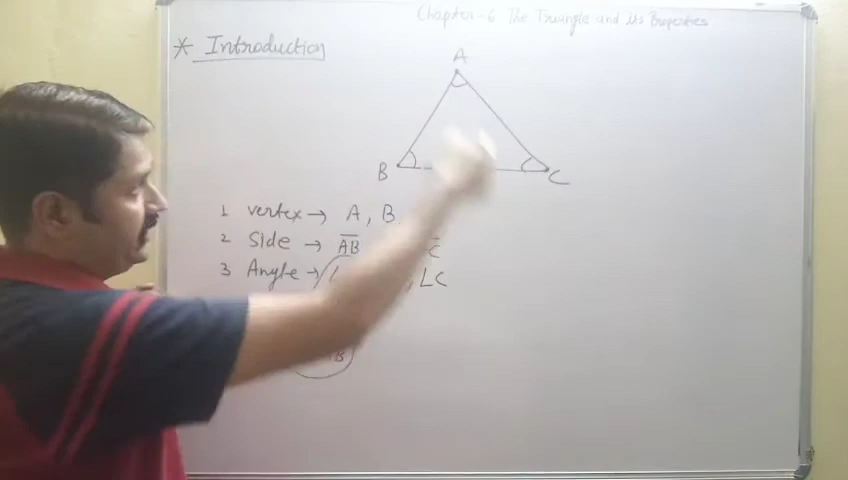 Chapter-6 The Triangle and its Properties
* Introduction
A
B
C
1 vertex → A, B
2 Side → AB
C
3 Angle → ∠
, ∠C
B